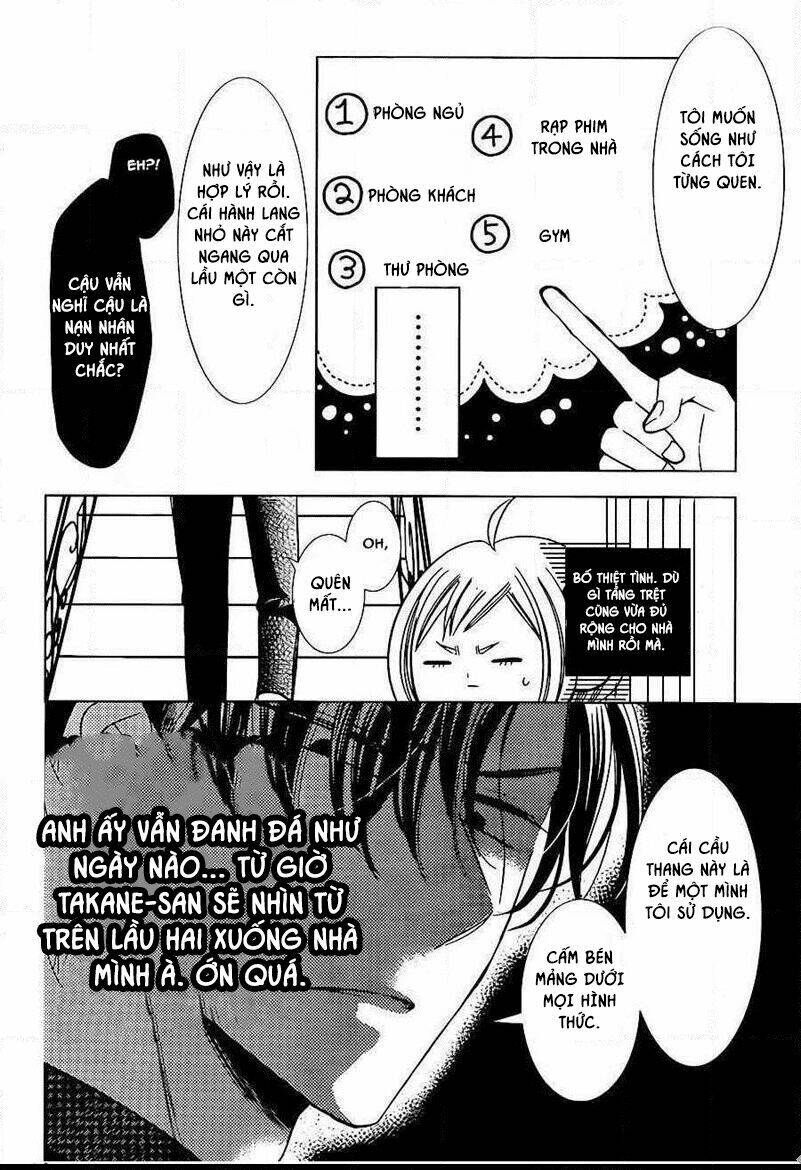 TÔI MUỐN
SỐNG NHƯ
CÁCH TÔI
TỪNG QUEN.
① PHÒNG NGỦ
② PHÒNG KHÁCH
③ THƯ PHÒNG
④ RẠP PHIM
TRONG NHÀ
⑤ GYM
.........
NHƯ VẬY LÀ
HỢP LÝ RỒI.
CÁI HÀNH LANG
NHỎ NÀY CẮT
NGANG QUA
LẦU MỘT CÒN
GÌ.
EH?!
CẬU VẪN
NGHĨ CẬU LÀ
NẠN NHÂN
DUY NHẤT
CHẮC?
BỐ THIỆT TÌNH. DÙ
GÌ TẦNG TRỆT
CŨNG VỪA ĐỦ
RỘNG CHO NHÀ
MÌNH RỒI MÀ.
OH,
QUÊN
MẤT...
CÁI CẦU
THANG NÀY LÀ
ĐỂ MỘT MÌNH
TÔI SỬ DỤNG.
CẤM BÉN
MẢNG DƯỚI
MỌI HÌNH
THỨC.
ANH ẤY VẪN ĐANH ĐÁ NHƯ
NGÀY NÀO... TỪ GIỜ
TAKANE-SAN SẼ NHÌN TỪ
TRÊN LẦU HAI XUỐNG NHÀ
MÌNH À. ỚN QUÁ.